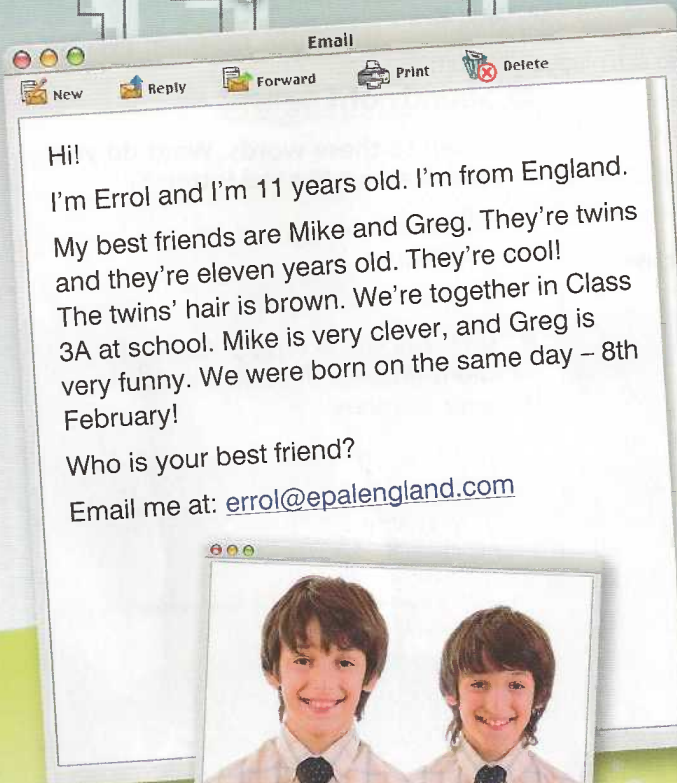 Email
New Reply Forward Print Delete
Hi!
I'm Errol and I'm 11 years old. I'm from England.
My best friends are Mike and Greg. They're twins
and they're eleven years old. They're cool!
The twins' hair is brown. We're together in Class
3A at school. Mike is very clever, and Greg is
very funny. We were born on the same day – 8th
February!
Who is your best friend?
Email me at: errol@epalengland.com